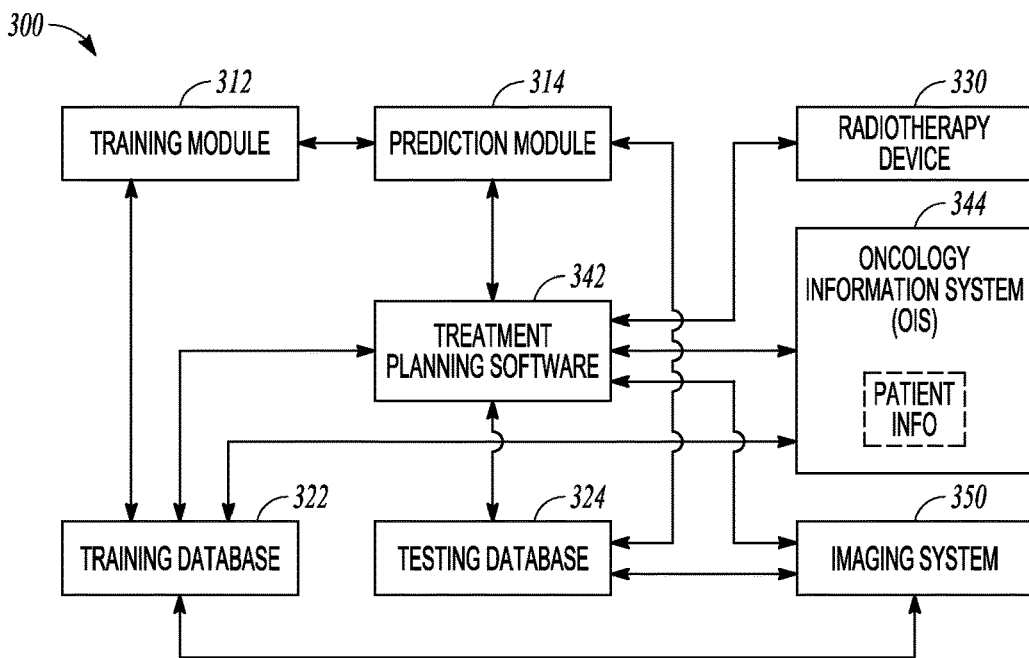 300
312
TRAINING MODULE
314
PREDICTION MODULE
330
RADIOTHERAPY
DEVICE
344
ONCOLOGY
INFORMATION SYSTEM
(OIS)
PATIENT
INFO
342
TREATMENT
PLANNING SOFTWARE
322
TRAINING DATABASE
324
TESTING DATABASE
350
IMAGING SYSTEM